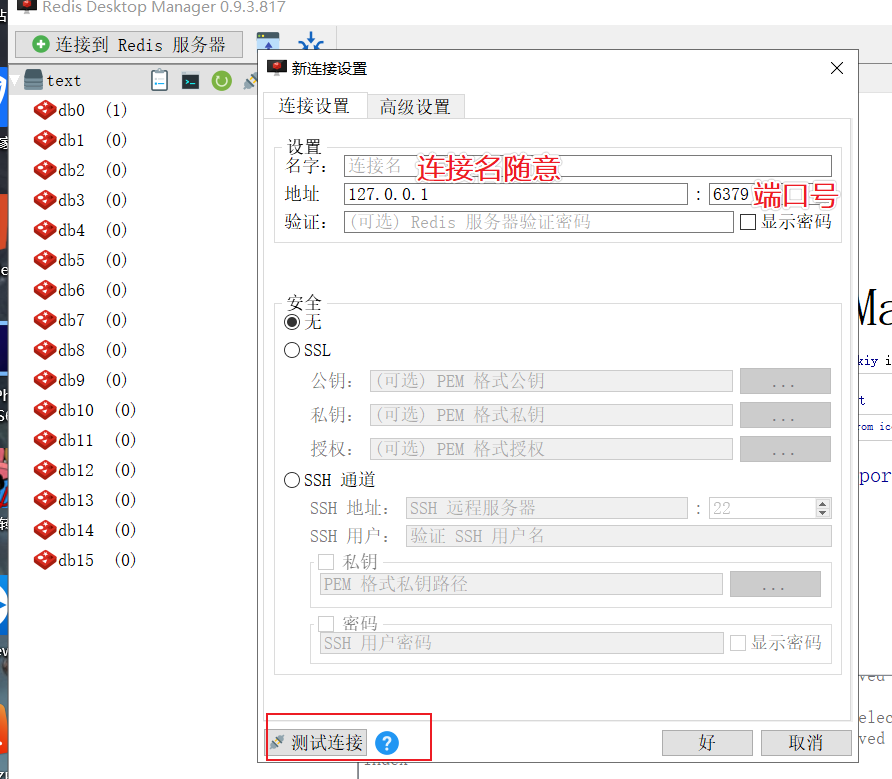 Redis Desktop Manager 0.9.3.817
连接到 Redis 服务器
text
db0 (1)
db1 (0)
db2 (0)
db3 (0)
db4 (0)
db5 (0)
db6 (0)
db7 (0)
db8 (0)
db9 (0)
db10 (0)
db11 (0)
db12 (0)
db13 (0)
db14 (0)
db15 (0)
新连接设置
连接设置 高级设置
设置
名字: 连接名 连接名随意
地址 127.0.0.1 : 6379 端口号
验证: (可选) Redis 服务器验证密码 显示密码
安全
无
SSL
公钥: (可选) PEM 格式公钥 ...
私钥: (可选) PEM 格式私钥 ...
授权: (可选) PEM 格式授权 ...
SSH 通道
SSH 地址: SSH 远程服务器 : 22
SSH 用户: 验证 SSH 用户名
私钥
PEM 格式私钥路径 ...
密码
SSH 用户密码 显示密码
测试连接 ? 好 取消